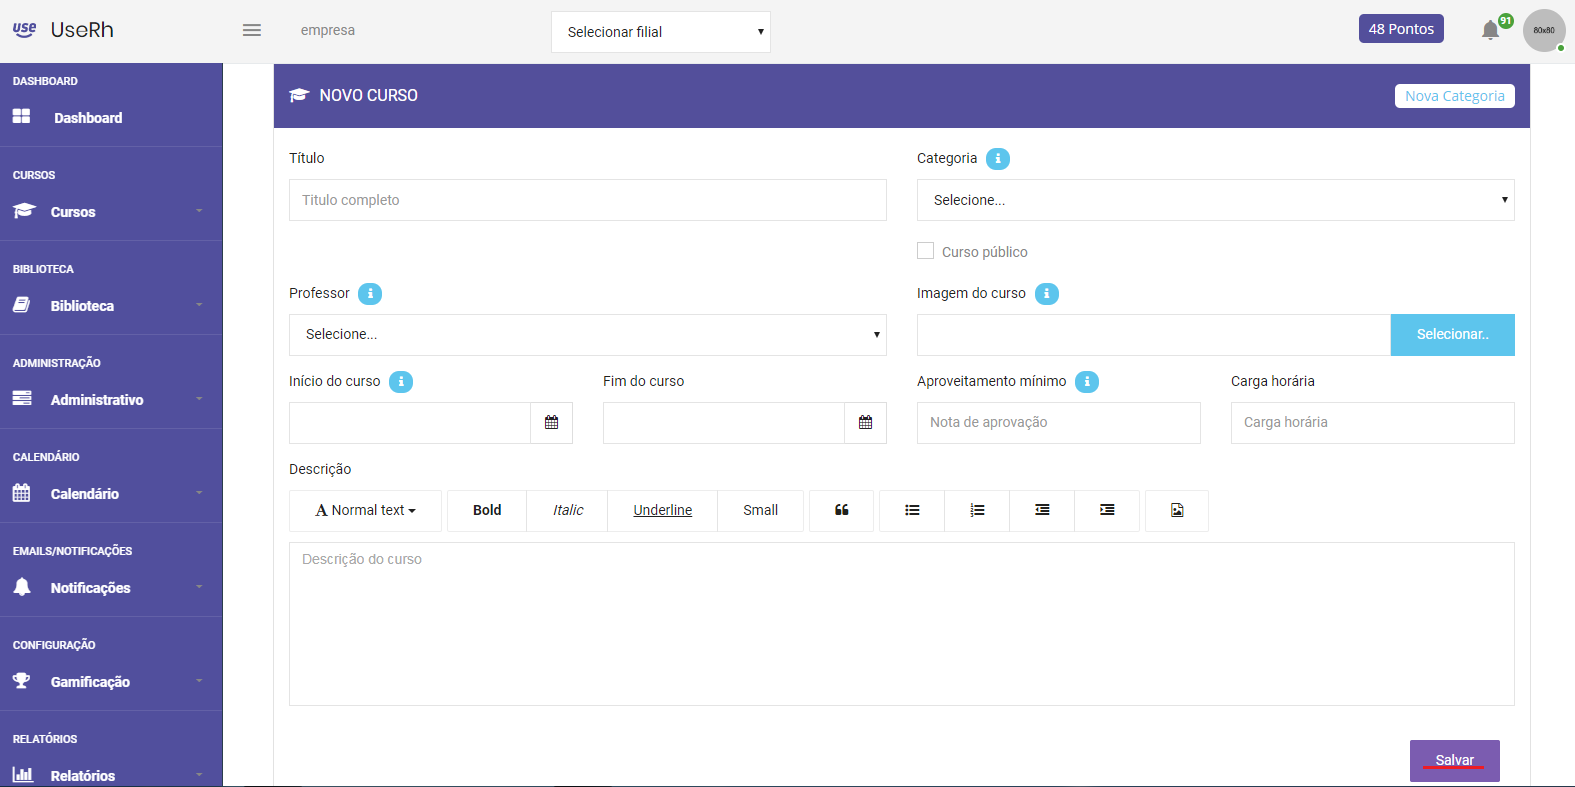 use UseRh
empresa
Selecionar filial
48 Pontos
91
80x80
DASHBOARD
Dashboard
CURSOS
Cursos
BIBLIOTECA
Biblioteca
ADMINISTRAÇÃO
Administrativo
CALENDÁRIO
Calendário
EMAILS/NOTIFICAÇÕES
Notificações
CONFIGURAÇÃO
Gamificação
RELATÓRIOS
Relatórios
NOVO CURSO
Nova Categoria
Título
Titulo completo
Categoria
Selecione...
Curso público
Professor
Selecione...
Imagem do curso
Selecionar..
Início do curso
Fim do curso
Aproveitamento mínimo
Nota de aprovação
Carga horária
Carga horária
Descrição
A Normal text
Bold
Italic
Underline
Small
Descrição do curso
Salvar